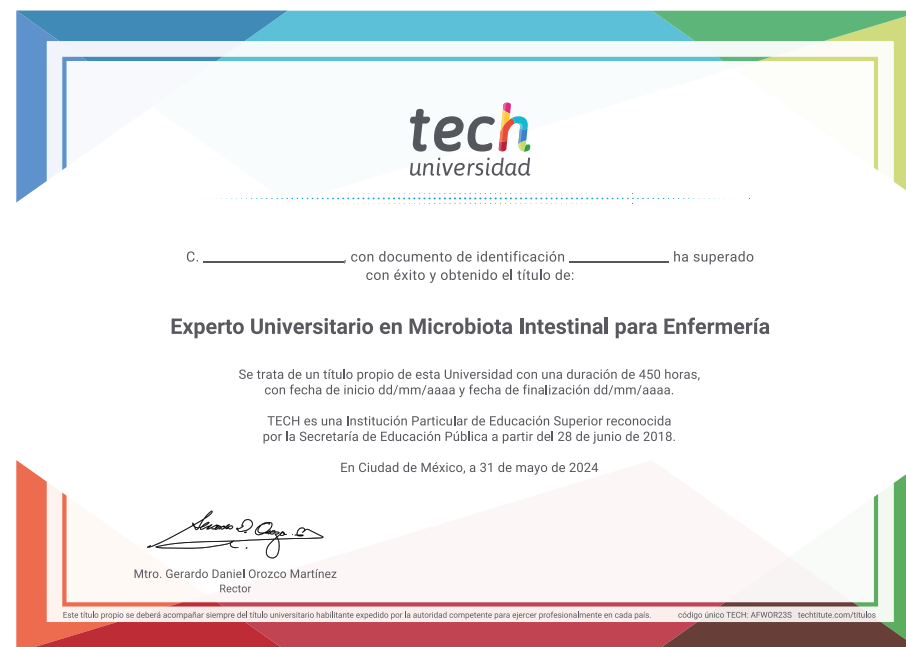 tech
universidad
C. ____________, con documento de identificación ____________ ha superado
con éxito y obtenido el título de:
Experto Universitario en Microbiota Intestinal para Enfermería
Se trata de un título propio de esta Universidad con una duración de 450 horas,
con fecha de inicio dd/mm/aaaa y fecha de finalización dd/mm/aaaa.
TECH es una Institución Particular de Educación Superior reconocida
por la Secretaría de Educación Pública a partir del 28 de junio de 2018.
En Ciudad de México, a 31 de mayo de 2024
Mtro. Gerardo Daniel Orozco Martínez
Rector
Este título propio se deberá acompañar siempre del título universitario habilitante expedido por la autoridad competente para ejercer profesionalmente en cada país. código único TECH: AFWOR23S techtitute.com/titulos